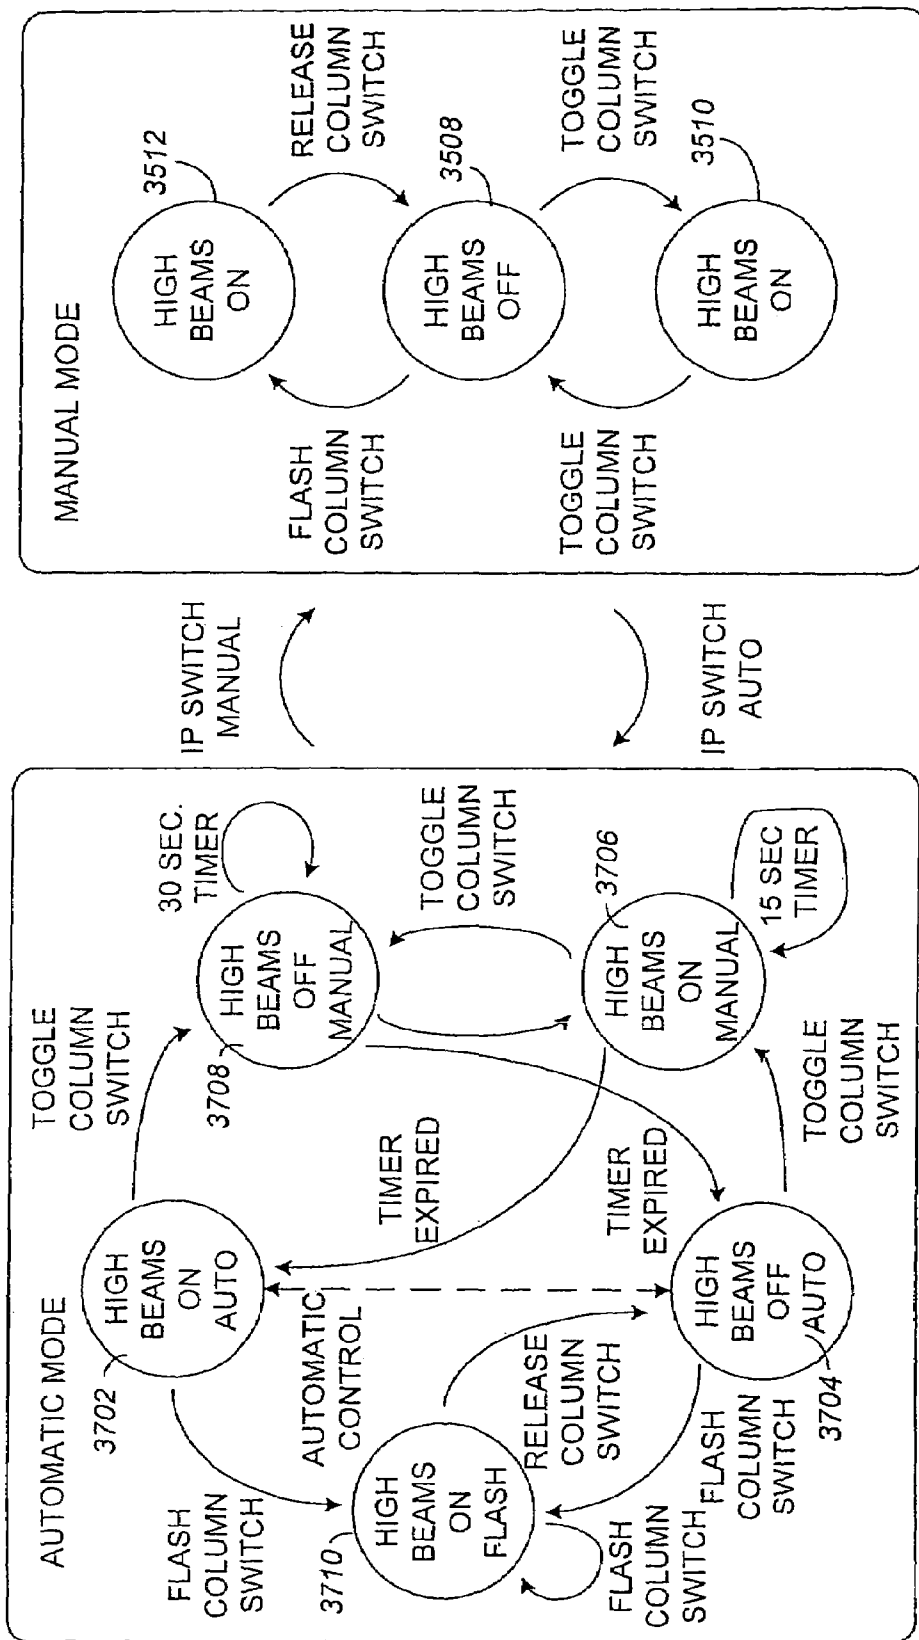 AUTOMATIC MODE
3702
HIGH
BEAMS
ON
AUTO
TOGGLE
COLUMN
SWITCH
3708
HIGH
BEAMS
OFF
MANUAL
30 SEC.
TIMER
FLASH
COLUMN
SWITCH
AUTOMATIC
CONTROL
TIMER
EXPIRED
TOGGLE
COLUMN
SWITCH
3710
HIGH
BEAMS
ON
FLASH
RELEASE
COLUMN
SWITCH
TIMER
EXPIRED
3706
HIGH
BEAMS
ON
MANUAL
15 SEC
TIMER
FLASH
COLUMN
SWITCH
FLASH
COLUMN
SWITCH
HIGH
BEAMS
OFF
AUTO
3704
TOGGLE
COLUMN
SWITCH
IP SWITCH
MANUAL
IP SWITCH
AUTO
MANUAL MODE
3512
HIGH
BEAMS
ON
FLASH
COLUMN
SWITCH
RELEASE
COLUMN
SWITCH
3508
HIGH
BEAMS
OFF
TOGGLE
COLUMN
SWITCH
TOGGLE
COLUMN
SWITCH
3510
HIGH
BEAMS
ON